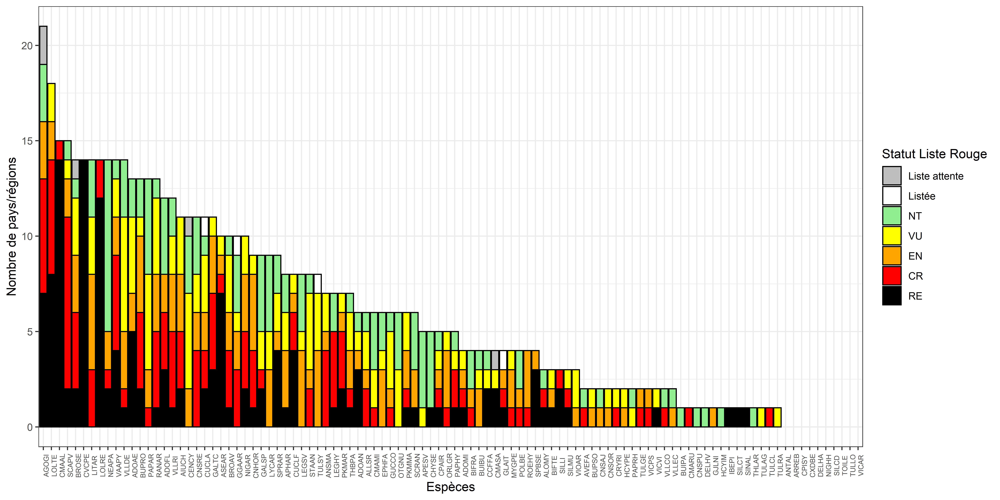 Nombre de pays/régions
20
15
10
5
0
AGOGI LOLTE CMAAL SCAPV BROSE CVCPE LITAR LOLRE NEAPA VAAPY VLLDE ADOAE BUPRO PAPAR RANAR ADOFL VLLRI AIUCH CENCY CNSRE CUCLA GALTC ASEAR BROAV GGAAR NIGAR CNHOR GALSP LYCAR SPRAR APHAR CUCLF LEGSV STAAN TULSY ANSMA LEGHY PKMAR THBPA ADOAN ALLSR CMAMI EPHFA GUCCO OTGNU PKMMA SCRAN APESV CHYSE CPAIR ORLGR PAPHY ADOMI BIFRA BUIBU CCFFA CMASA GLAIT MYGPE POLBE ROEHY SPBSE ALOMY BIFTE SILLI SILMU VIOAR AVEFA BUPSO CNSAJ CNSOR CRYRI HCYPE PAPRH TULGE VICPS VICVI VLLCO VLLEC BUIPA CMARU CNSPU DELHV GJLNI HCYIM IBEPI SILCT SINAL THLAR TULAG TULCL TULRA ANTAL ARREB CPISY CXDBE DELHA NIGHH SILCD TOILE TULLO VICAR
Espèces
Statut Liste Rouge
Liste attente
Listée
NT
VU
EN
CR
RE